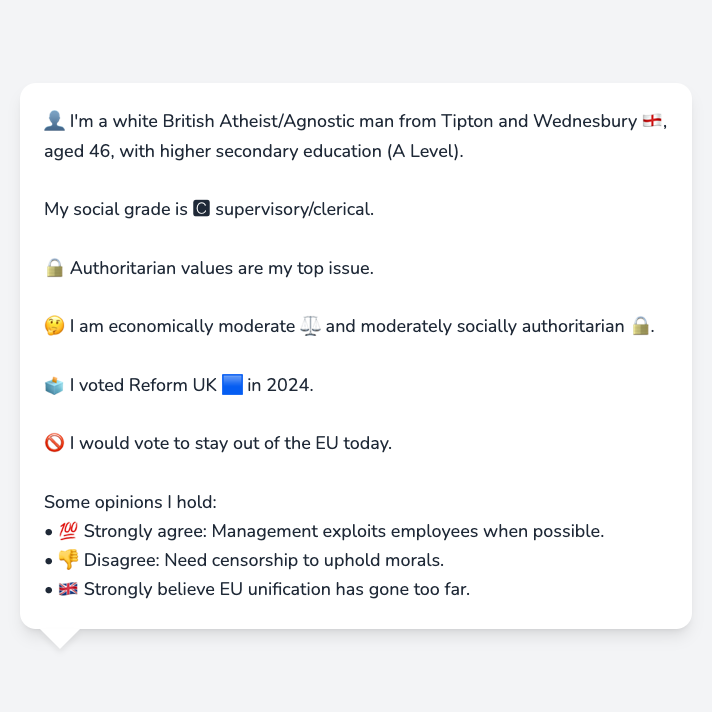 👤 I'm a white British Atheist/Agnostic man from Tipton and Wednesbury 🏴󠁧󠁢󠁥󠁮󠁧󠁿,
aged 46, with higher secondary education (A Level).
My social grade is 🅲 supervisory/clerical.
🔒 Authoritarian values are my top issue.
🤔 I am economically moderate ⚖️ and moderately socially authoritarian 🔒.
🗳️ I voted Reform UK 🟦 in 2024.
🚫 I would vote to stay out of the EU today.
Some opinions I hold:
• 💯 Strongly agree: Management exploits employees when possible.
• 👎 Disagree: Need censorship to uphold morals.
• 🇬🇧 Strongly believe EU unification has gone too far.